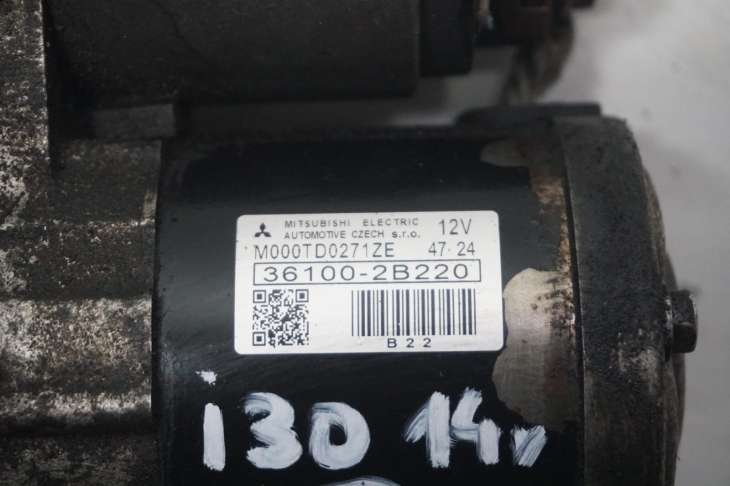 MITSUBISHI ELECTRIC
AUTOMOTIVE CZECH s.r.o. 12V
M000TD0271ZE 47·24
36100-2B220
B22
i30 14r